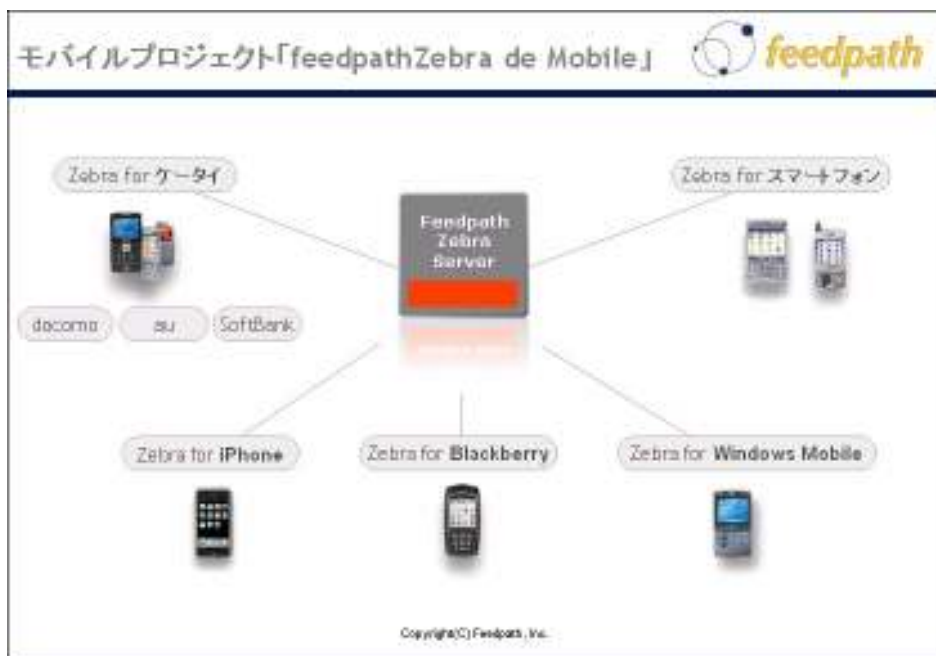 モバイルプロジェクト「feedpathZebra de Mobile」
feedpath
Zebra for ケータイ
Zebra for スマートフォン
Feedpath
Zebra
Server
docomo
au
SoftBank
Zebra for iPhone
Zebra for Blackberry
Zebra for Windows Mobile
Copyright(C) Feedpath, Inc.